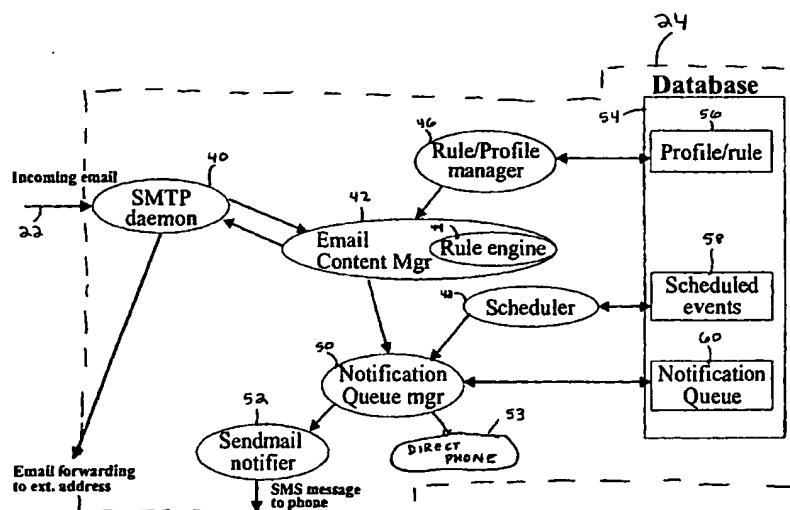 24
Database
54
56
Profile/rule
46
Rule/Profile
manager
40
Incoming email
SMTP
daemon
22
42
Email
Content Mgr
Rule engine
58
Scheduled
events
Scheduler
60
Notification
Queue
50
Notification
Queue mgr
52
Sendmail
notifier
53
DIRECT
PHONE
Email forwarding
to ext. address
SMS message
to phone